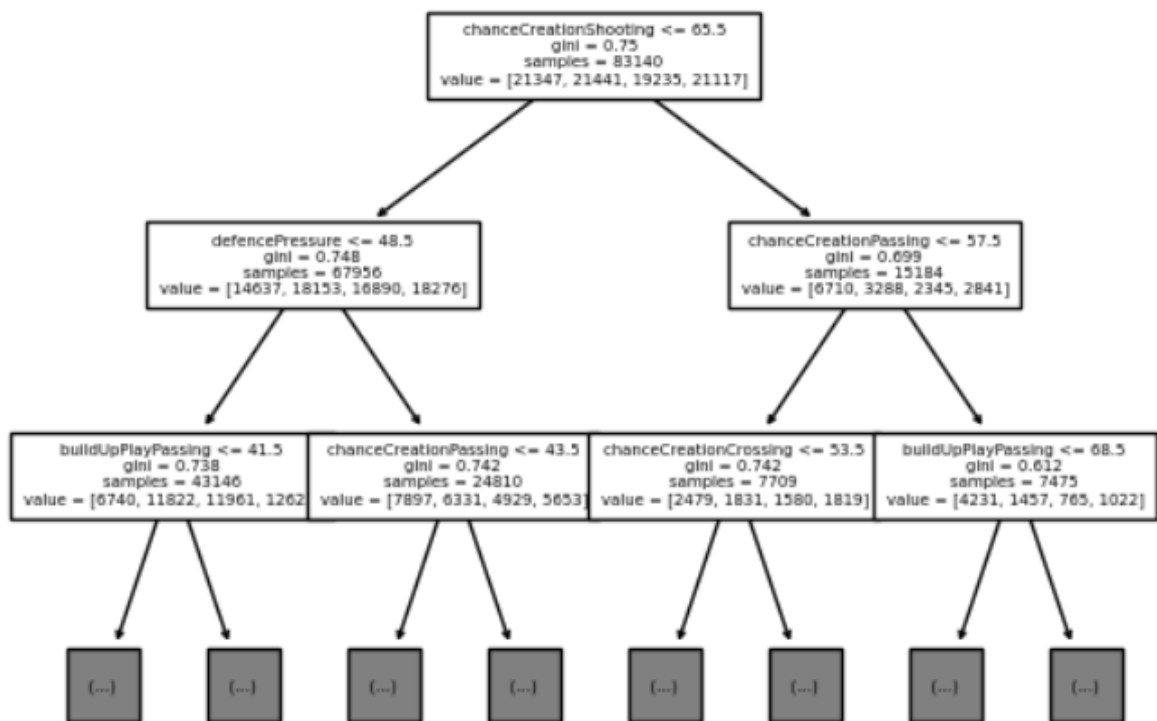 chanceCreationShooting <= 65.5
gini = 0.75
samples = 83140
value = [21347, 21441, 19235, 21117]
defencePressure <= 48.5
gini = 0.748
samples = 67956
value = [14637, 18153, 16890, 18276]
chanceCreationPassing <= 57.5
gini = 0.699
samples = 15184
value = [6710, 3288, 2345, 2841]
buildUpPlayPassing <= 41.5
gini = 0.738
samples = 43146
value = [6740, 11822, 11961, 1262
chanceCreationPassing <= 43.5
gini = 0.742
samples = 24810
value = [7897, 6331, 4929, 5653]
chanceCreationCrossing <= 53.5
gini = 0.742
samples = 7709
value = [2479, 1831, 1580, 1819]
buildUpPlayPassing <= 68.5
gini = 0.612
samples = 7475
value = [4231, 1457, 765, 1022]
(...)
(...)
(...)
(...)
(...)
(...)
(...)
(...)